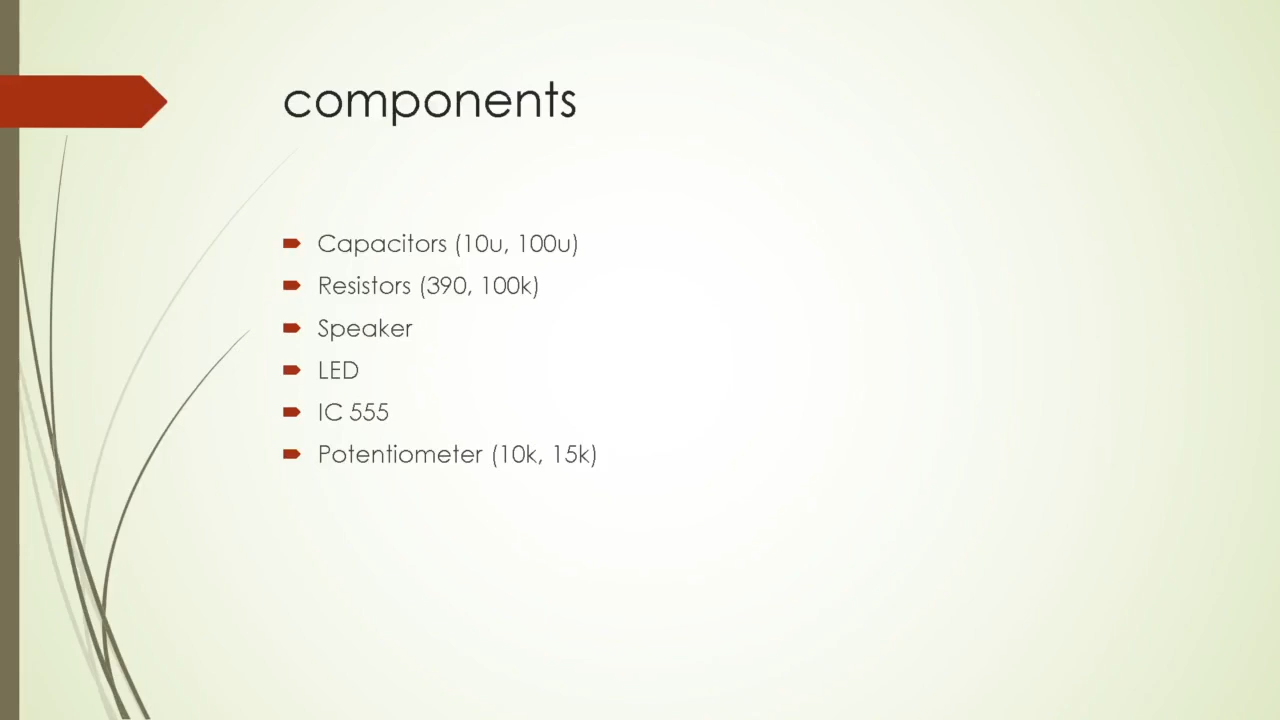 components
Capacitors (10u, 100u)
Resistors (390, 100k)
Speaker
LED
IC 555
Potentiometer (10k, 15k)